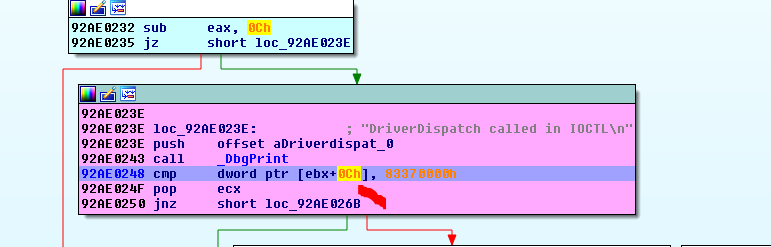 92AE0232 sub     eax, 0Ch
92AE0235 jz      short loc_92AE023E
92AE023E
92AE023E loc_92AE023E:           ; "DriverDispatch called in IOCTL\n"
92AE023E push    offset aDriverdispat_0
92AE0243 call    _DbgPrint
92AE0248 cmp     dword ptr [ebx+0Ch], 83370000h
92AE024F pop     ecx
92AE0250 jnz     short loc_92AE026B